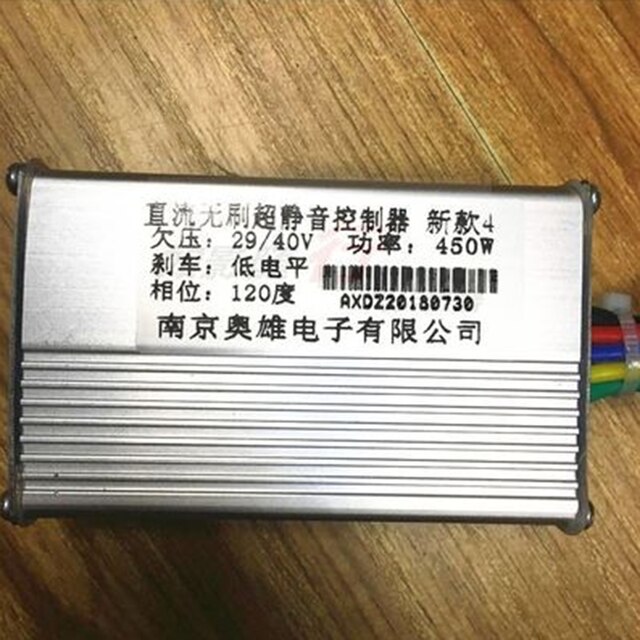 直流无刷超静音控制器 新款4
欠压：29/40V 功率：450W
刹车：低电平
相位：120度
AXDZ20180730
南京奥雄电子有限公司